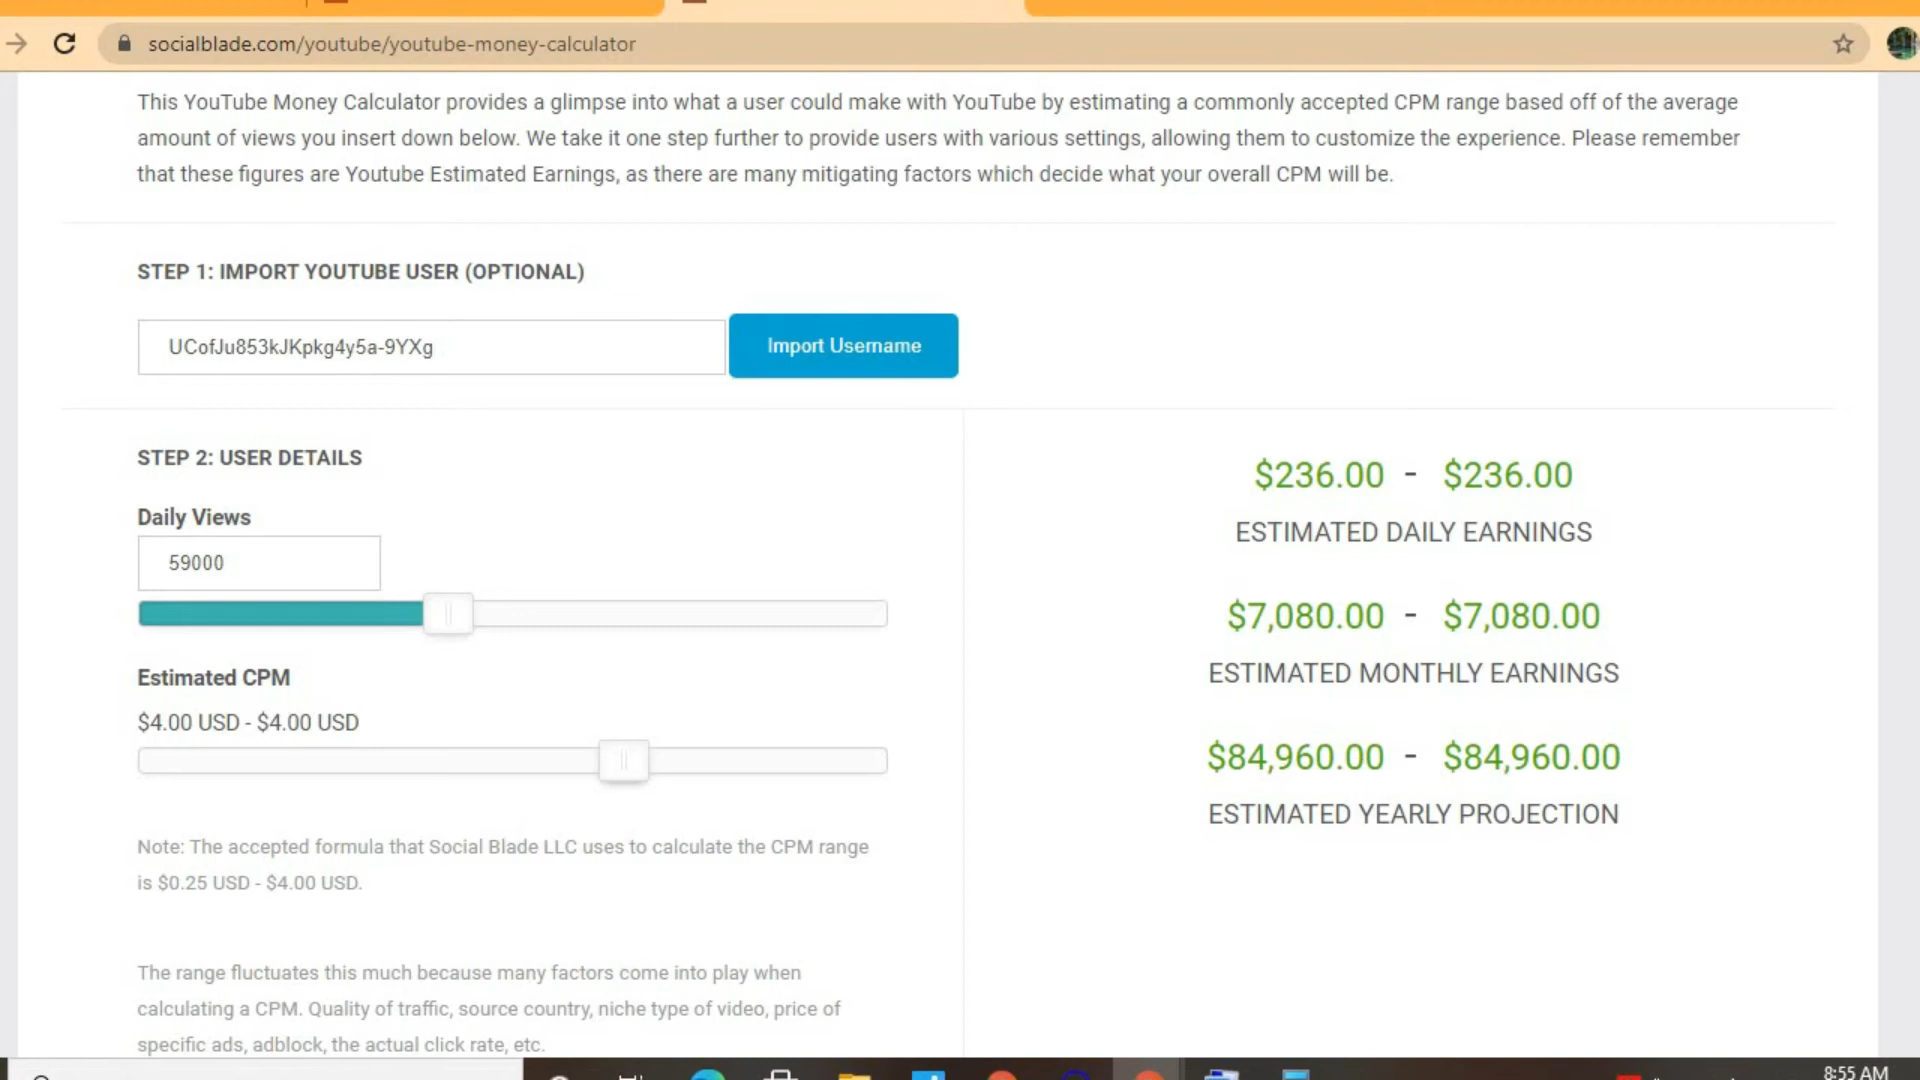 socialblade.com/youtube/youtube-money-calculator
This YouTube Money Calculator provides a glimpse into what a user could make with YouTube by estimating a commonly accepted CPM range based off of the average
amount of views you insert down below. We take it one step further to provide users with various settings, allowing them to customize the experience. Please remember
that these figures are Youtube Estimated Earnings, as there are many mitigating factors which decide what your overall CPM will be.
STEP 1: IMPORT YOUTUBE USER (OPTIONAL)
UCofJu853kJKpkg4y5a-9YXg
Import Username
STEP 2: USER DETAILS
Daily Views
59000
Estimated CPM
$4.00 USD - $4.00 USD
Note: The accepted formula that Social Blade LLC uses to calculate the CPM range
is $0.25 USD - $4.00 USD.
The range fluctuates this much because many factors come into play when
calculating a CPM. Quality of traffic, source country, niche type of video, price of
specific ads, adblock, the actual click rate, etc.
$236.00 - $236.00
ESTIMATED DAILY EARNINGS
$7,080.00 - $7,080.00
ESTIMATED MONTHLY EARNINGS
$84,960.00 - $84,960.00
ESTIMATED YEARLY PROJECTION
8:55 AM